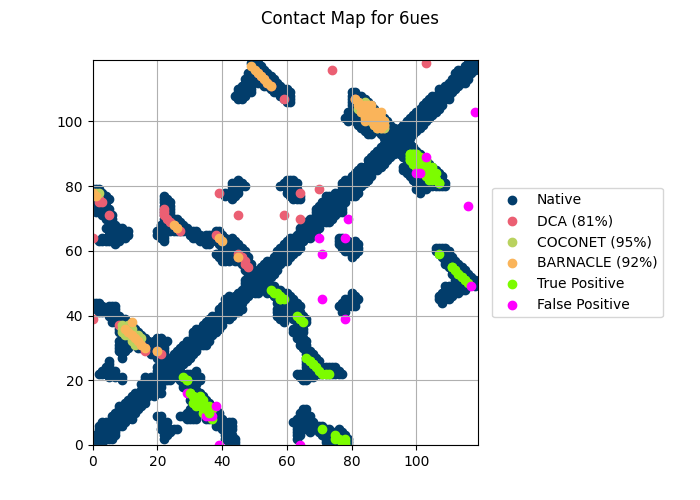 Contact Map for 6ues
100
80
60
40
20
0
0 20 40 60 80 100
Native
DCA (81%)
COCONET (95%)
BARNACLE (92%)
True Positive
False Positive